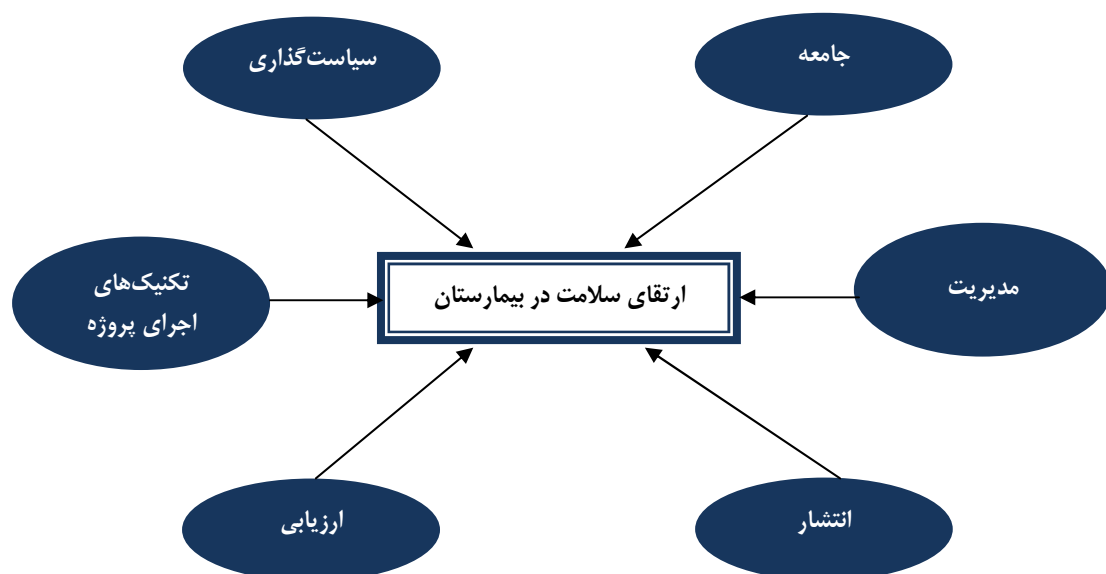 جامعه
سیاست‌گذاری
مدیریت
ارتقای سلامت در بیمارستان
تکنیک‌های
اجرای پروژه
انتشار
ارزیابی